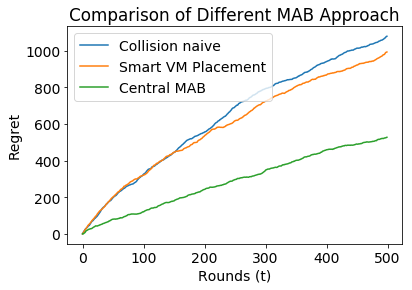 Comparison of Different MAB Approach
Collision naive
Smart VM Placement
Central MAB
Regret
1000
800
600
400
200
0
0 100 200 300 400 500
Rounds (t)